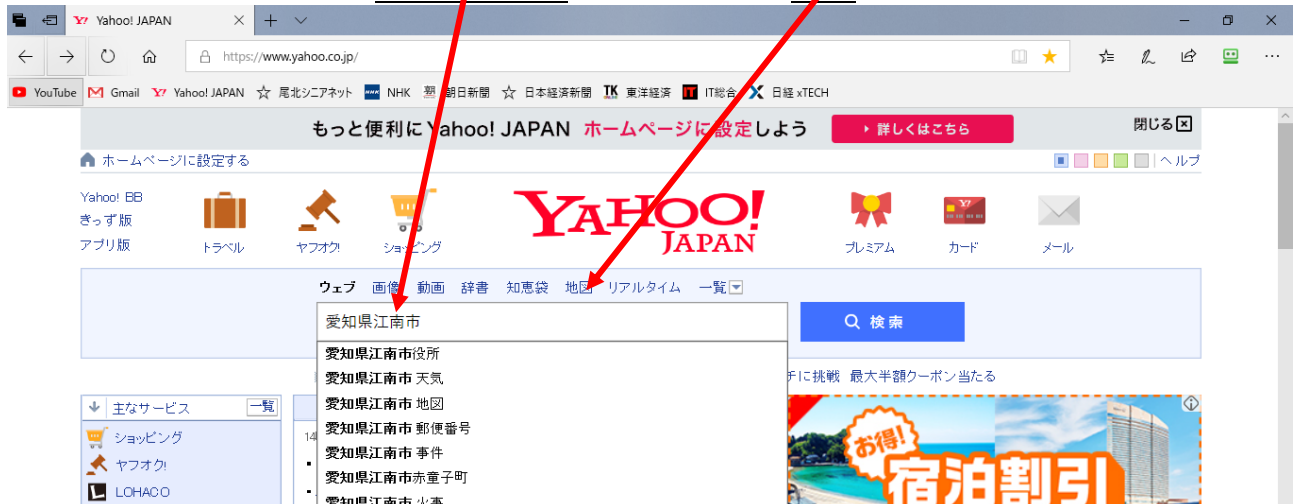 Yahoo! JAPAN
https://www.yahoo.co.jp/
YouTube Gmail Yahoo! JAPAN 尾北シニアネット NHK 朝日新聞 日本経済新聞 TK 東洋経済 IT総合 日経 xTECH
もっと便利に Yahoo! JAPAN ホームページに設定しよう 詳しくはこちら 閉じる
ホームページに設定する ヘルプ
Yahoo! BB
きっず版
アプリ版
トラベル ヤフオク! ショッピング YAHOO! JAPAN プレミアム カード メール
ウェブ 画像 動画 辞書 知恵袋 地図 リアルタイム 一覧
愛知県江南市 検索
愛知県江南市役所
愛知県江南市 天気
チに挑戦 最大半額クーポン当たる
愛知県江南市 地図
主なサービス 一覧
愛知県江南市 郵便番号
ショッピング
愛知県江南市 事件
ヤフオク!
愛知県江南市赤童子町
LOHACO
愛知県江南市 火事
お得!
宿泊割引